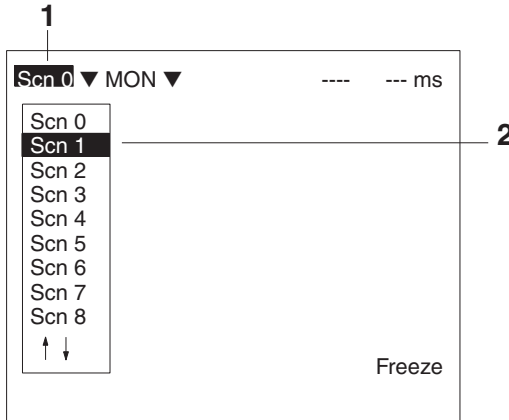 1
Scn 0 ▼ MON ▼ ---- --- ms
Scn 0
Scn 1
2
Scn 2
Scn 3
Scn 4
Scn 5
Scn 6
Scn 7
Scn 8
↑ ↓
Freeze